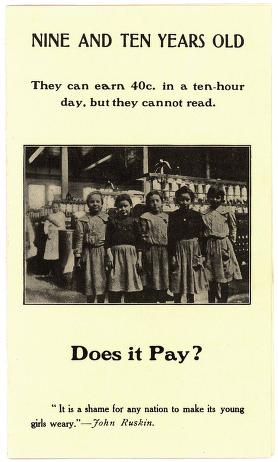 NINE AND TEN YEARS OLD
They can earn 40c. in a ten-hour
day, but they cannot read.
Does it Pay?
"It is a shame for any nation to make its young
girls weary."—John Ruskin.